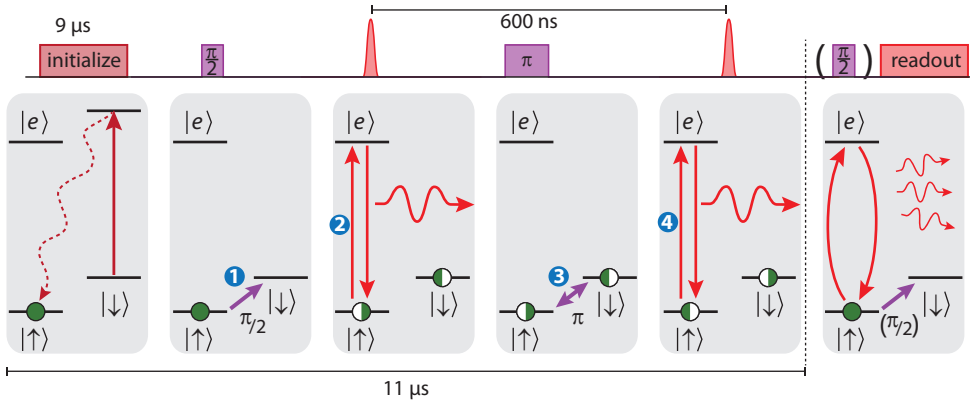 600 ns
9 µs
initialize
π/2
π
(π/2)
readout
|e⟩
|e⟩
|e⟩
|e⟩
|e⟩
|e⟩
2
4
1
3
|↓⟩
|↓⟩
|↓⟩
|↓⟩
|↓⟩
|↓⟩
π/2
π
(π/2)
|↑⟩
|↑⟩
|↑⟩
|↑⟩
|↑⟩
|↑⟩
11 µs